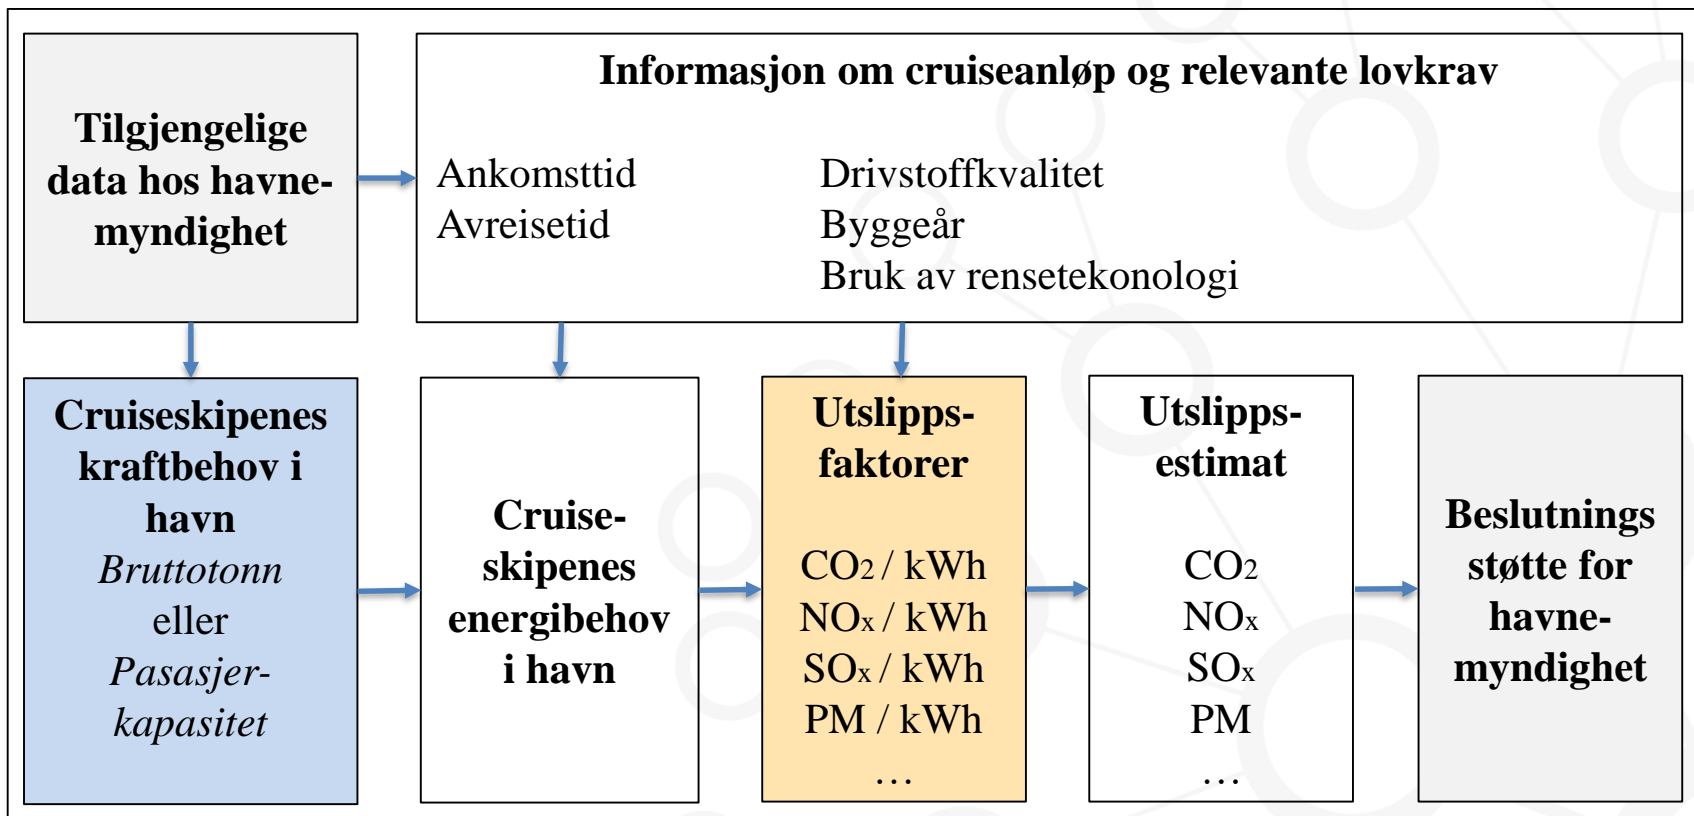 Tilgjengelige
data hos havne-
myndighet
Informasjon om cruiseanløp og relevante lovkrav
Ankomsttid
Avreisetid
Drivstoffkvalitet
Byggeår
Bruk av rensetekonologi
Cruiseskipenes
kraftbehov i
havn
Bruttotonn
eller
Pasasjer-
kapasitet
Cruise-
skipenes
energibehov
i havn
Utslipps-
faktorer
CO2 / kWh
NOx / kWh
SOx / kWh
PM / kWh
…
Utslipps-
estimat
CO2
NOx
SOx
PM
…
Beslutnings
støtte for
havne-
myndighet